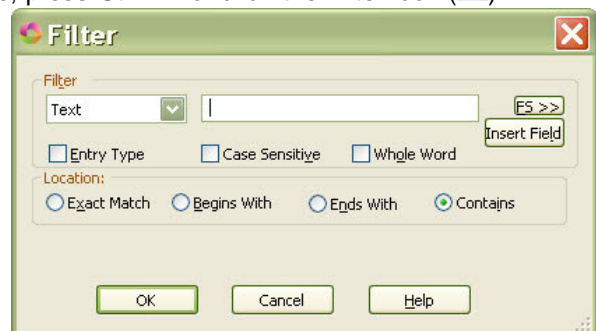 Filter
Filter
Text
FS >>
Insert Field
Entry Type Case Sensitive Whole Word
Location:
Exact Match Begins With Ends With Contains
OK Cancel Help